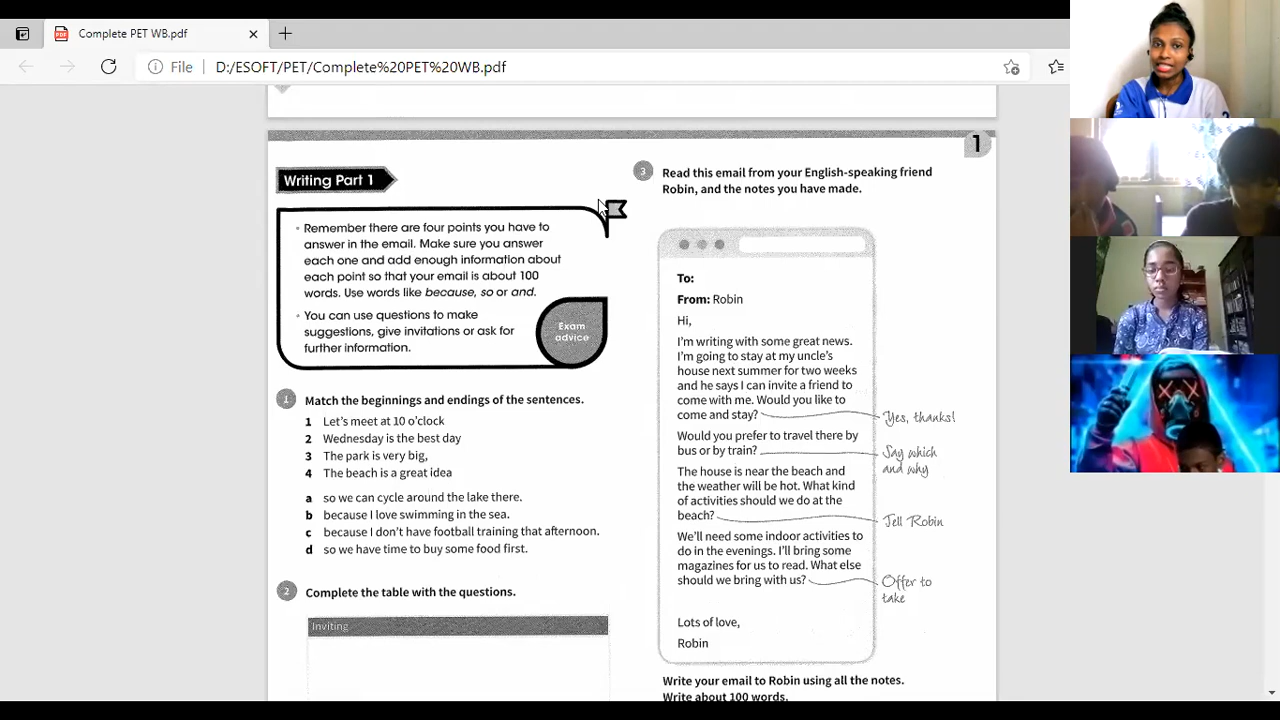 Complete PET WB.pdf
File
D:/ESOFT/PET/Complete%20PET%20WB.pdf
1
Writing Part 1
Remember there are four points you have to
answer in the email. Make sure you answer
each one and add enough information about
each point so that your email is about 100
words. Use words like because, so or and.
You can use questions to make
suggestions, give invitations or ask for
further information.
Exam
advice
1 Match the beginnings and endings of the sentences.
1 Let's meet at 10 o'clock
2 Wednesday is the best day
3 The park is very big,
4 The beach is a great idea
a so we can cycle around the lake there.
b because I love swimming in the sea.
c because I don't have football training that afternoon.
d so we have time to buy some food first.
2 Complete the table with the questions.
Inviting
3 Read this email from your English-speaking friend
Robin, and the notes you have made.
To:
From: Robin
Hi,
I'm writing with some great news.
I'm going to stay at my uncle's
house next summer for two weeks
and he says I can invite a friend to
come with me. Would you like to
come and stay?
Yes, thanks!
Would you prefer to travel there by
bus or by train?
Say which
and why
The house is near the beach and
the weather will be hot. What kind
of activities should we do at the
beach?
Tell Robin
We'll need some indoor activities to
do in the evenings. I'll bring some
magazines for us to read. What else
should we bring with us?
Offer to
take
Lots of love,
Robin
Write your email to Robin using all the notes.
Write about 100 words.